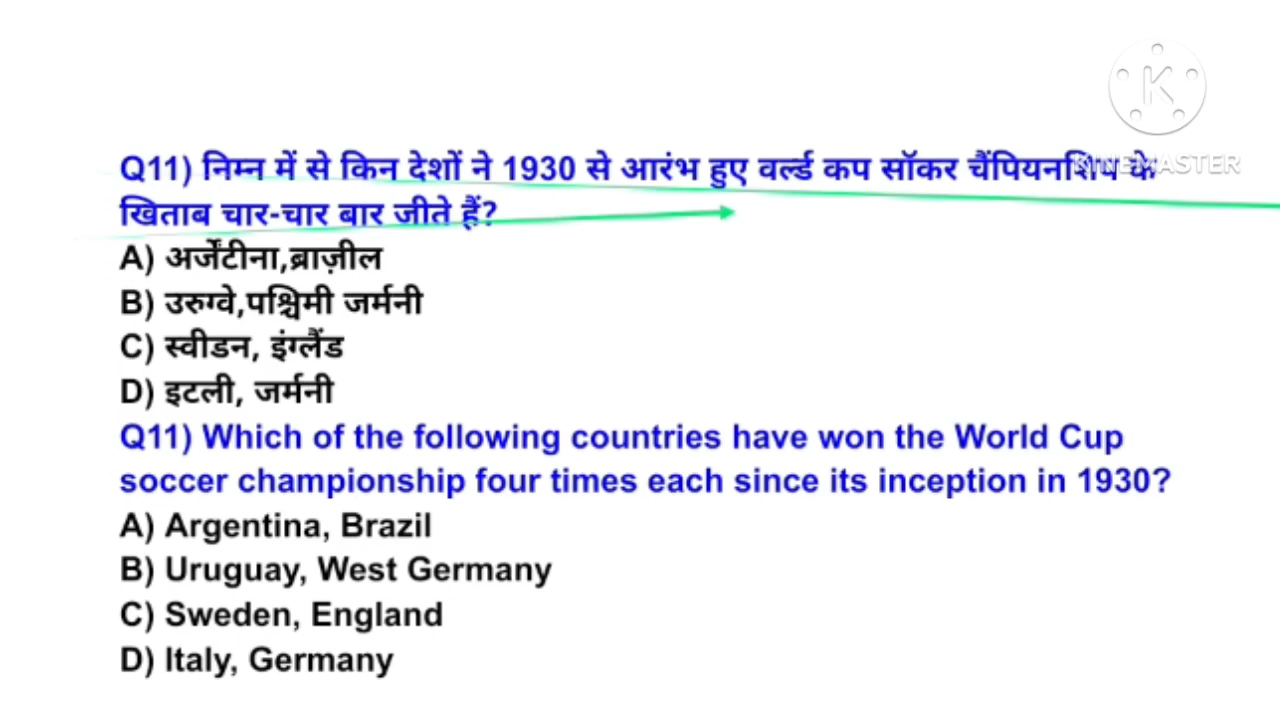 KINEMASTER
Q11) निम्न में से किन देशों ने 1930 से आरंभ हुए वर्ल्ड कप सॉकर चैंपियनशिप के
खिताब चार-चार बार जीते हैं?
A) अर्जेंटीना,ब्राज़ील
B) उरुग्वे,पश्चिमी जर्मनी
C) स्वीडन, इंग्लैंड
D) इटली, जर्मनी
Q11) Which of the following countries have won the World Cup
soccer championship four times each since its inception in 1930?
A) Argentina, Brazil
B) Uruguay, West Germany
C) Sweden, England
D) Italy, Germany